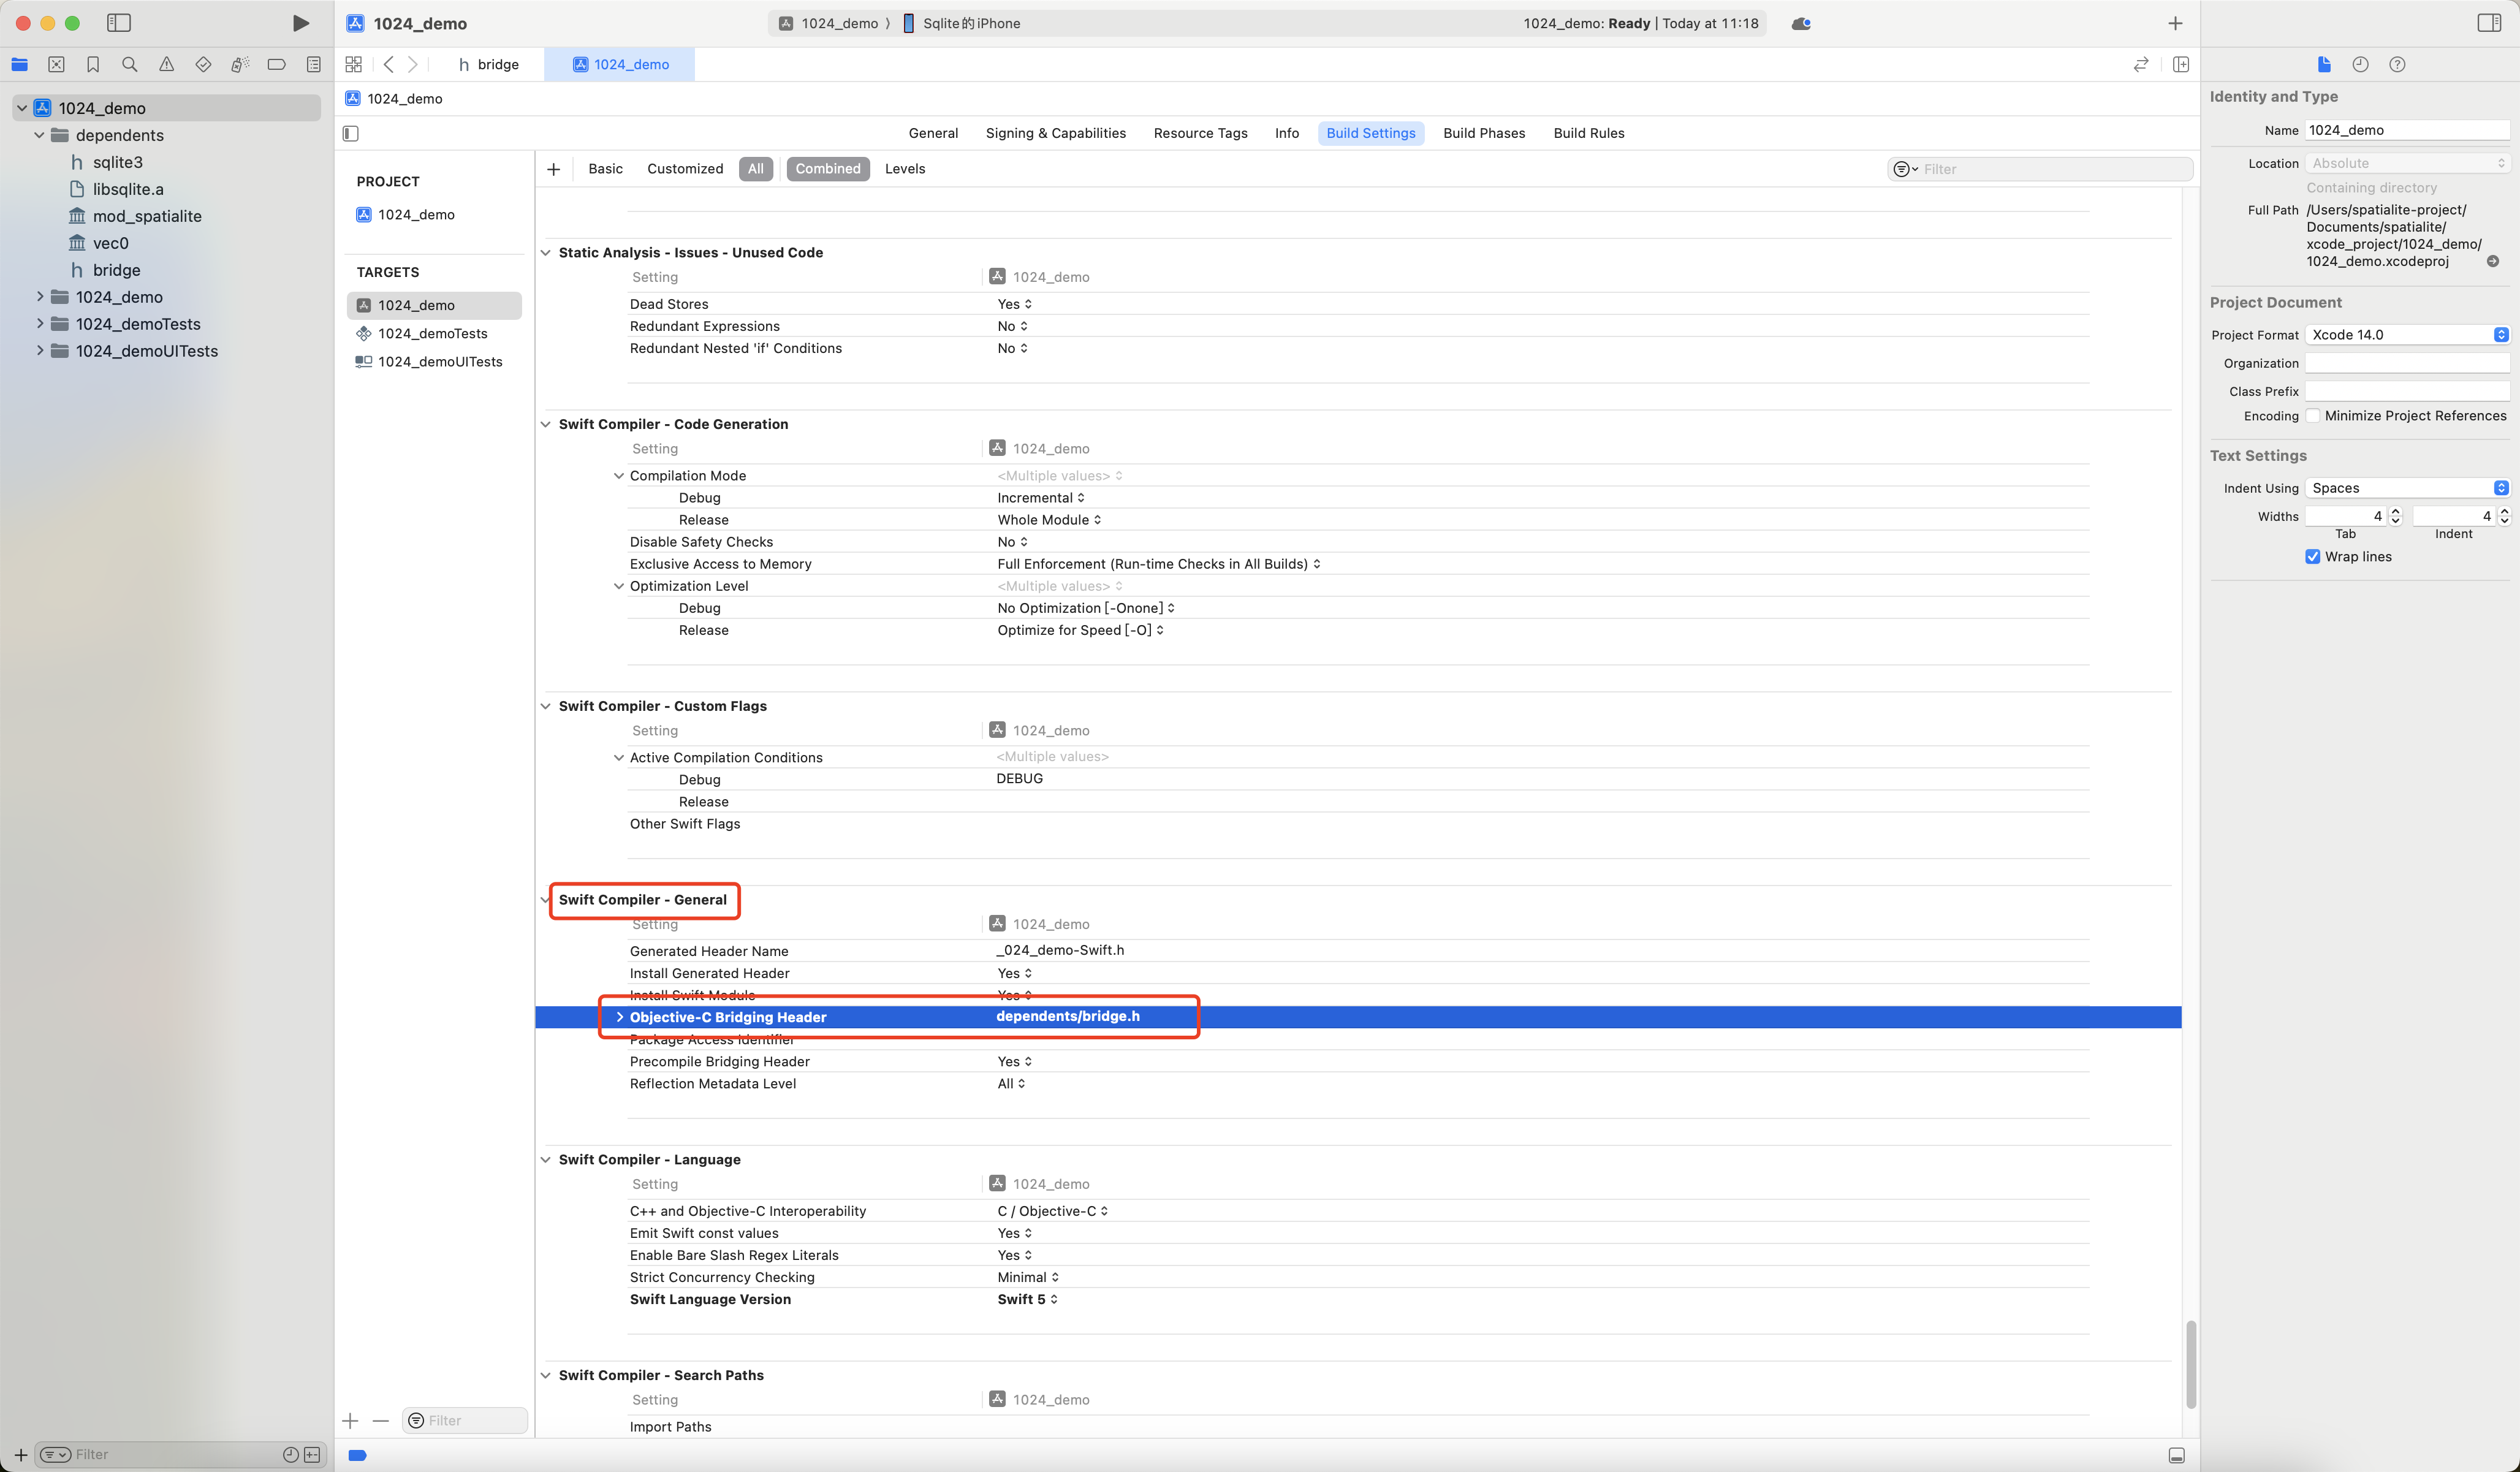 1024_demo
1024_demo ⟩ Sqlite的iPhone
1024_demo: Ready | Today at 11:18
bridge
1024_demo
1024_demo
1024_demo
dependents
sqlite3
libsqlite.a
mod_spatialite
vec0
bridge
1024_demo
1024_demoTests
1024_demoUITests
Filter
General Signing & Capabilities Resource Tags Info Build Settings Build Phases Build Rules
PROJECT
1024_demo
TARGETS
1024_demo
1024_demoTests
1024_demoUITests
Filter
Basic Customized All Combined Levels
Filter
Static Analysis - Issues - Unused Code
Setting 1024_demo
Dead Stores Yes
Redundant Expressions No
Redundant Nested 'if' Conditions No
Swift Compiler - Code Generation
Setting 1024_demo
Compilation Mode <Multiple values>
Debug Incremental
Release Whole Module
Disable Safety Checks No
Exclusive Access to Memory Full Enforcement (Run-time Checks in All Builds)
Optimization Level <Multiple values>
Debug No Optimization [-Onone]
Release Optimize for Speed [-O]
Swift Compiler - Custom Flags
Setting 1024_demo
Active Compilation Conditions <Multiple values>
Debug DEBUG
Release
Other Swift Flags
Swift Compiler - General
Setting 1024_demo
Generated Header Name _024_demo-Swift.h
Install Generated Header Yes
Install Swift Module Yes
Objective-C Bridging Header dependents/bridge.h
Package Access Identifier
Precompile Bridging Header Yes
Reflection Metadata Level All
Swift Compiler - Language
Setting 1024_demo
C++ and Objective-C Interoperability C / Objective-C
Emit Swift const values Yes
Enable Bare Slash Regex Literals Yes
Strict Concurrency Checking Minimal
Swift Language Version Swift 5
Swift Compiler - Search Paths
Setting 1024_demo
Import Paths
Identity and Type
Name 1024_demo
Location Absolute
Containing directory
Full Path /Users/spatialite-project/
Documents/spatialite/
xcode_project/1024_demo/
1024_demo.xcodeproj
Project Document
Project Format Xcode 14.0
Organization
Class Prefix
Encoding Minimize Project References
Text Settings
Indent Using Spaces
Widths 4 4
Tab Indent
Wrap lines